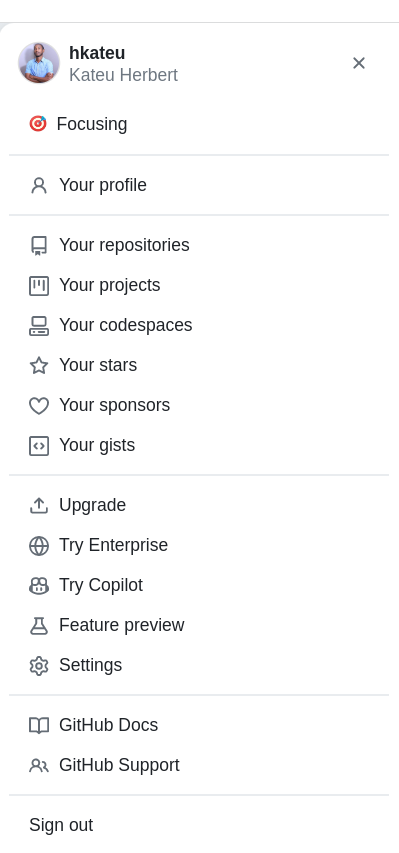 hkateu
Kateu Herbert
Focusing
Your profile
Your repositories
Your projects
Your codespaces
Your stars
Your sponsors
Your gists
Upgrade
Try Enterprise
Try Copilot
Feature preview
Settings
GitHub Docs
GitHub Support
Sign out